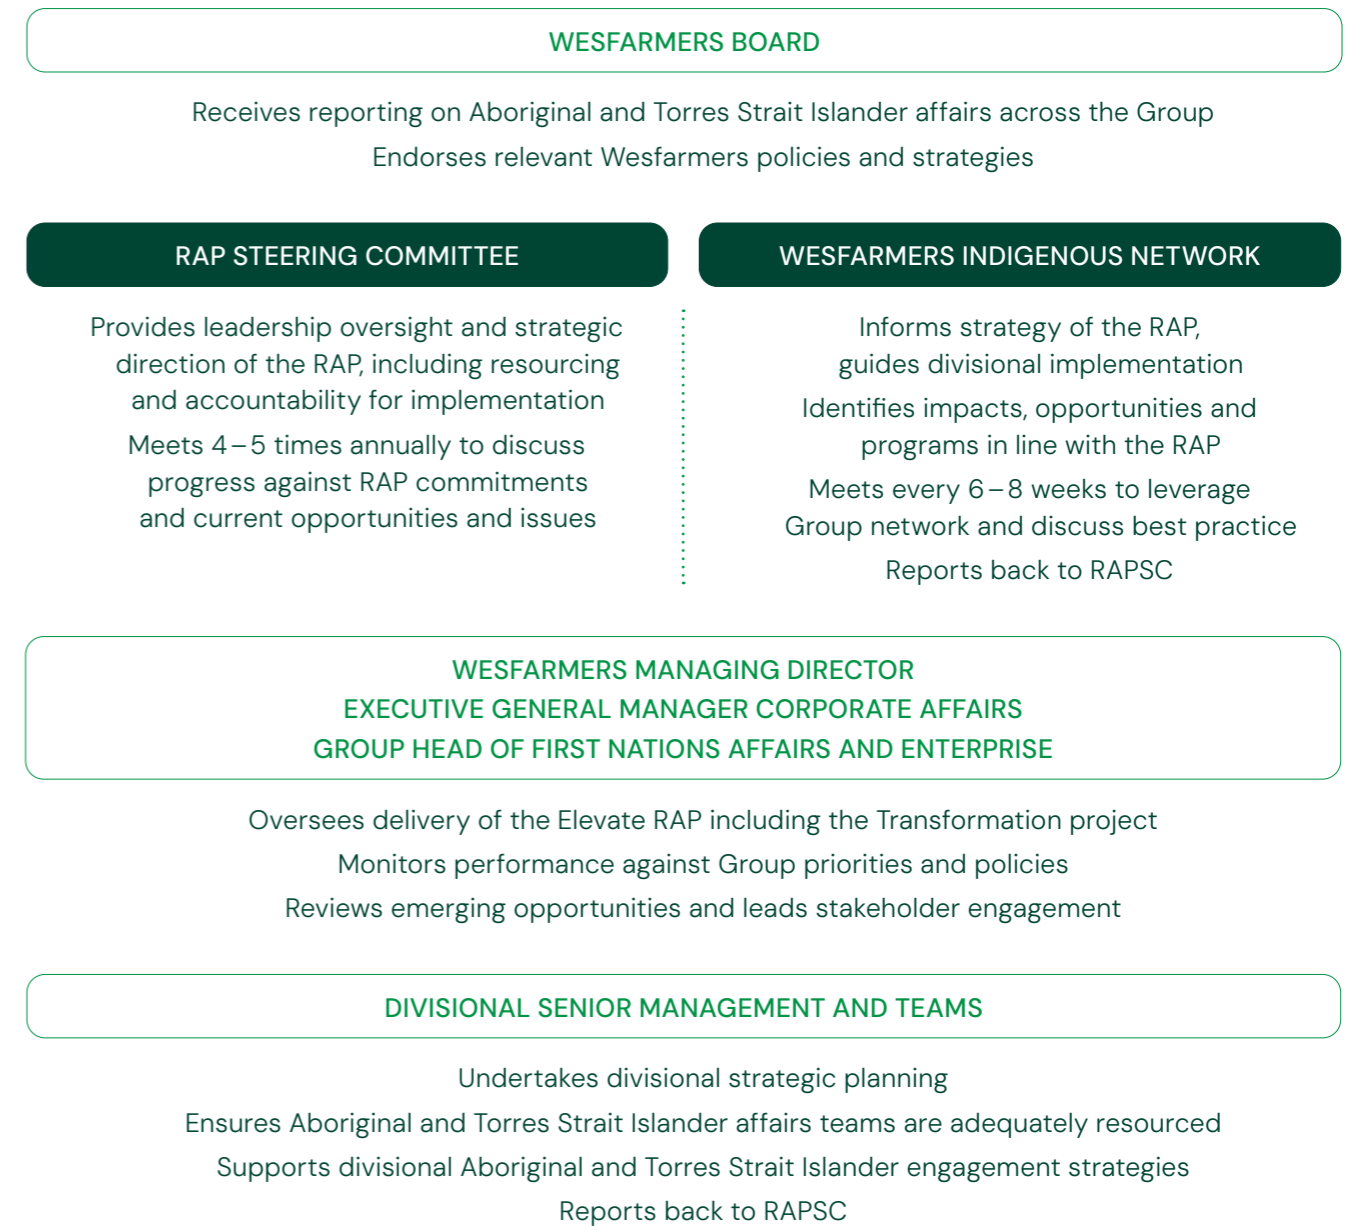 WESFARMERS BOARD
Receives reporting on Aboriginal and Torres Strait Islander affairs across the Group
Endorses relevant Wesfarmers policies and strategies
RAP STEERING COMMITTEE
Provides leadership oversight and strategic
direction of the RAP, including resourcing
and accountability for implementation
Meets 4–5 times annually to discuss
progress against RAP commitments
and current opportunities and issues
WESFARMERS INDIGENOUS NETWORK
Informs strategy of the RAP,
guides divisional implementation
Identifies impacts, opportunities and
programs in line with the RAP
Meets every 6–8 weeks to leverage
Group network and discuss best practice
Reports back to RAPSC
WESFARMERS MANAGING DIRECTOR
EXECUTIVE GENERAL MANAGER CORPORATE AFFAIRS
GROUP HEAD OF FIRST NATIONS AFFAIRS AND ENTERPRISE
Oversees delivery of the Elevate RAP including the Transformation project
Monitors performance against Group priorities and policies
Reviews emerging opportunities and leads stakeholder engagement
DIVISIONAL SENIOR MANAGEMENT AND TEAMS
Undertakes divisional strategic planning
Ensures Aboriginal and Torres Strait Islander affairs teams are adequately resourced
Supports divisional Aboriginal and Torres Strait Islander engagement strategies
Reports back to RAPSC